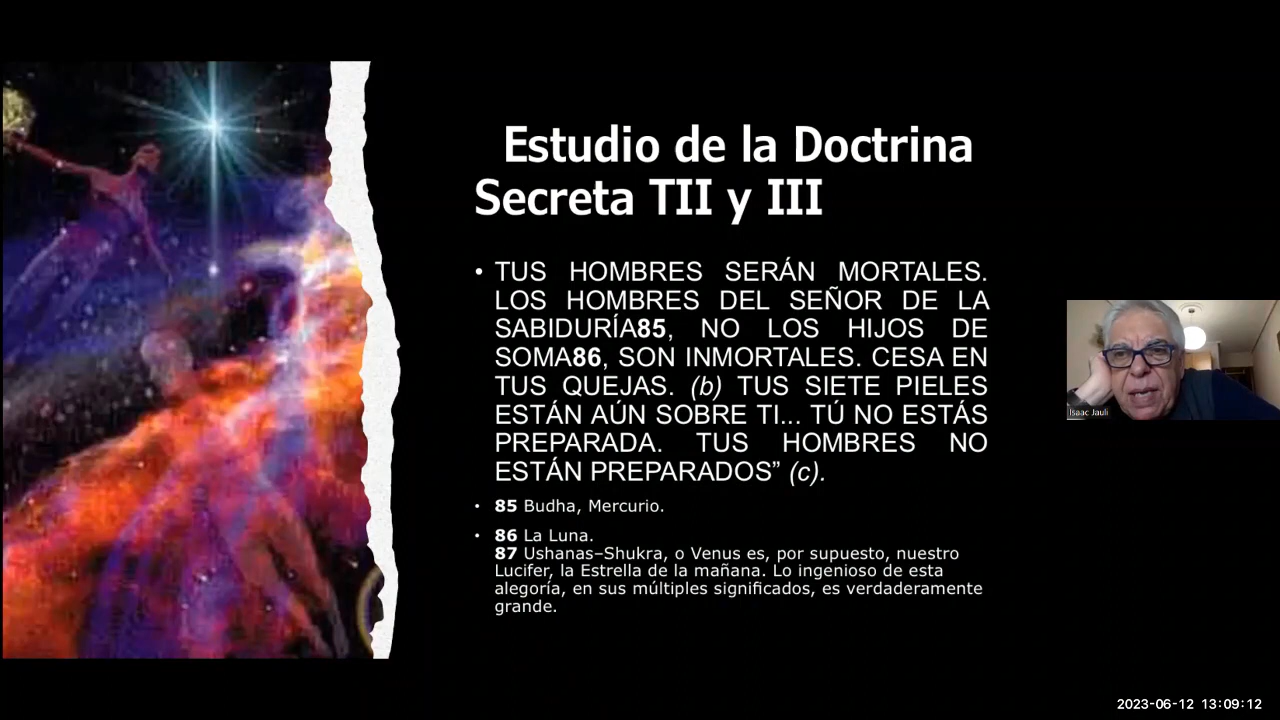 Estudio de la Doctrina
Secreta TII y III
• TUS HOMBRES SERÁN MORTALES.
LOS HOMBRES DEL SEÑOR DE LA
SABIDURÍA85, NO LOS HIJOS DE
SOMA86, SON INMORTALES. CESA EN
TUS QUEJAS. (b) TUS SIETE PIELES
ESTÁN AÚN SOBRE TI... TÚ NO ESTÁS
PREPARADA. TUS HOMBRES NO
ESTÁN PREPARADOS” (c).
• 85 Budha, Mercurio.
• 86 La Luna.
87 Ushanas–Shukra, o Venus es, por supuesto, nuestro
Lucifer, la Estrella de la mañana. Lo ingenioso de esta
alegoría, en sus múltiples significados, es verdaderamente
grande.
Isaac Jauli
2023-06-12 13:09:12